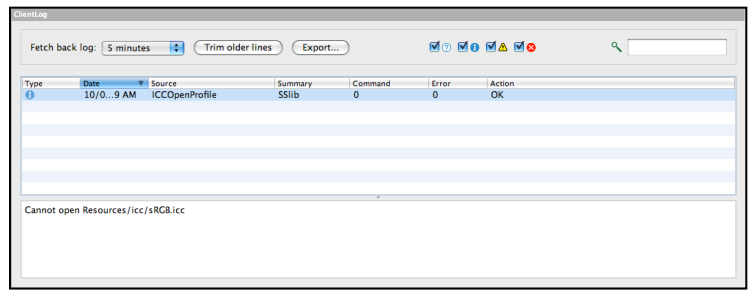 ClientLog
Fetch back log: 5 minutes Trim older lines Export...
Type Date Source Summary Command Error Action
10/0...9 AM ICCOpenProfile SSlib 0 0 OK
Cannot open Resources/icc/sRGB.icc